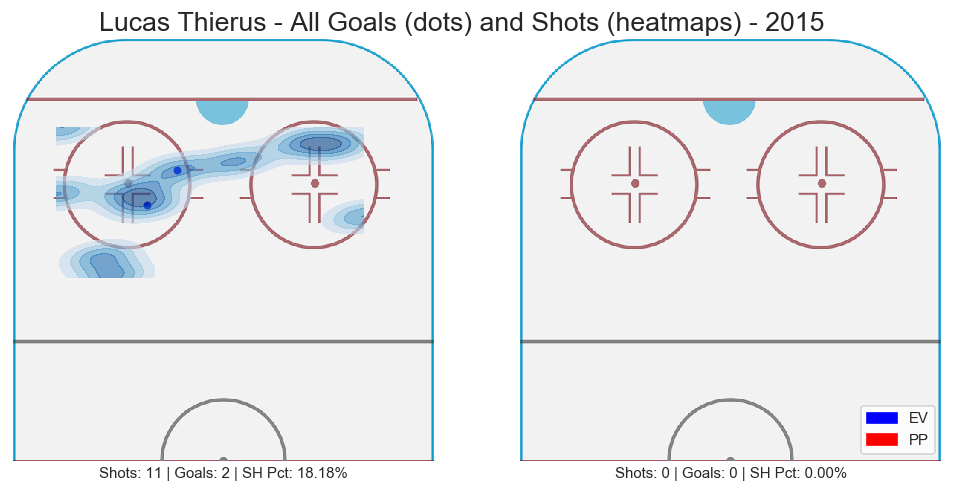 Lucas Thierus - All Goals (dots) and Shots (heatmaps) - 2015
EV
PP
Shots: 11 | Goals: 2 | SH Pct: 18.18%
Shots: 0 | Goals: 0 | SH Pct: 0.00%